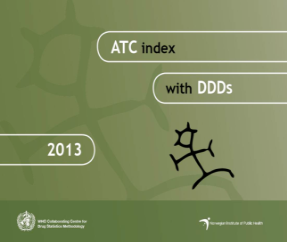 ATC index
with DDDs
2013
WHO Collaborating Centre for
Drug Statistics Methodology
Norwegian Institute of Public Health